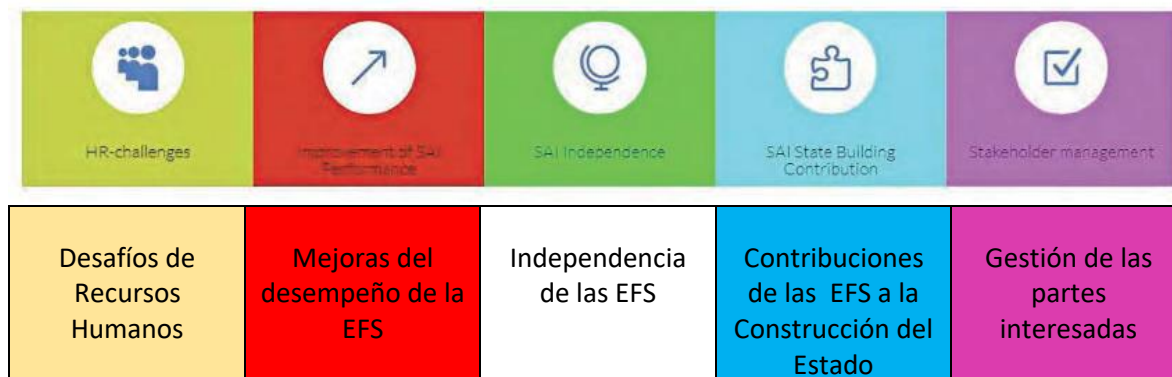 HR-challenges
Improvement of SAI
Performance
SAI Independence
SAI State Building
Contribution
Stakeholder management
Desafíos de
Recursos
Humanos
Mejoras del
desempeño de la
EFS
Independencia
de las EFS
Contribuciones
de las EFS a la
Construcción del
Estado
Gestión de las
partes
interesadas